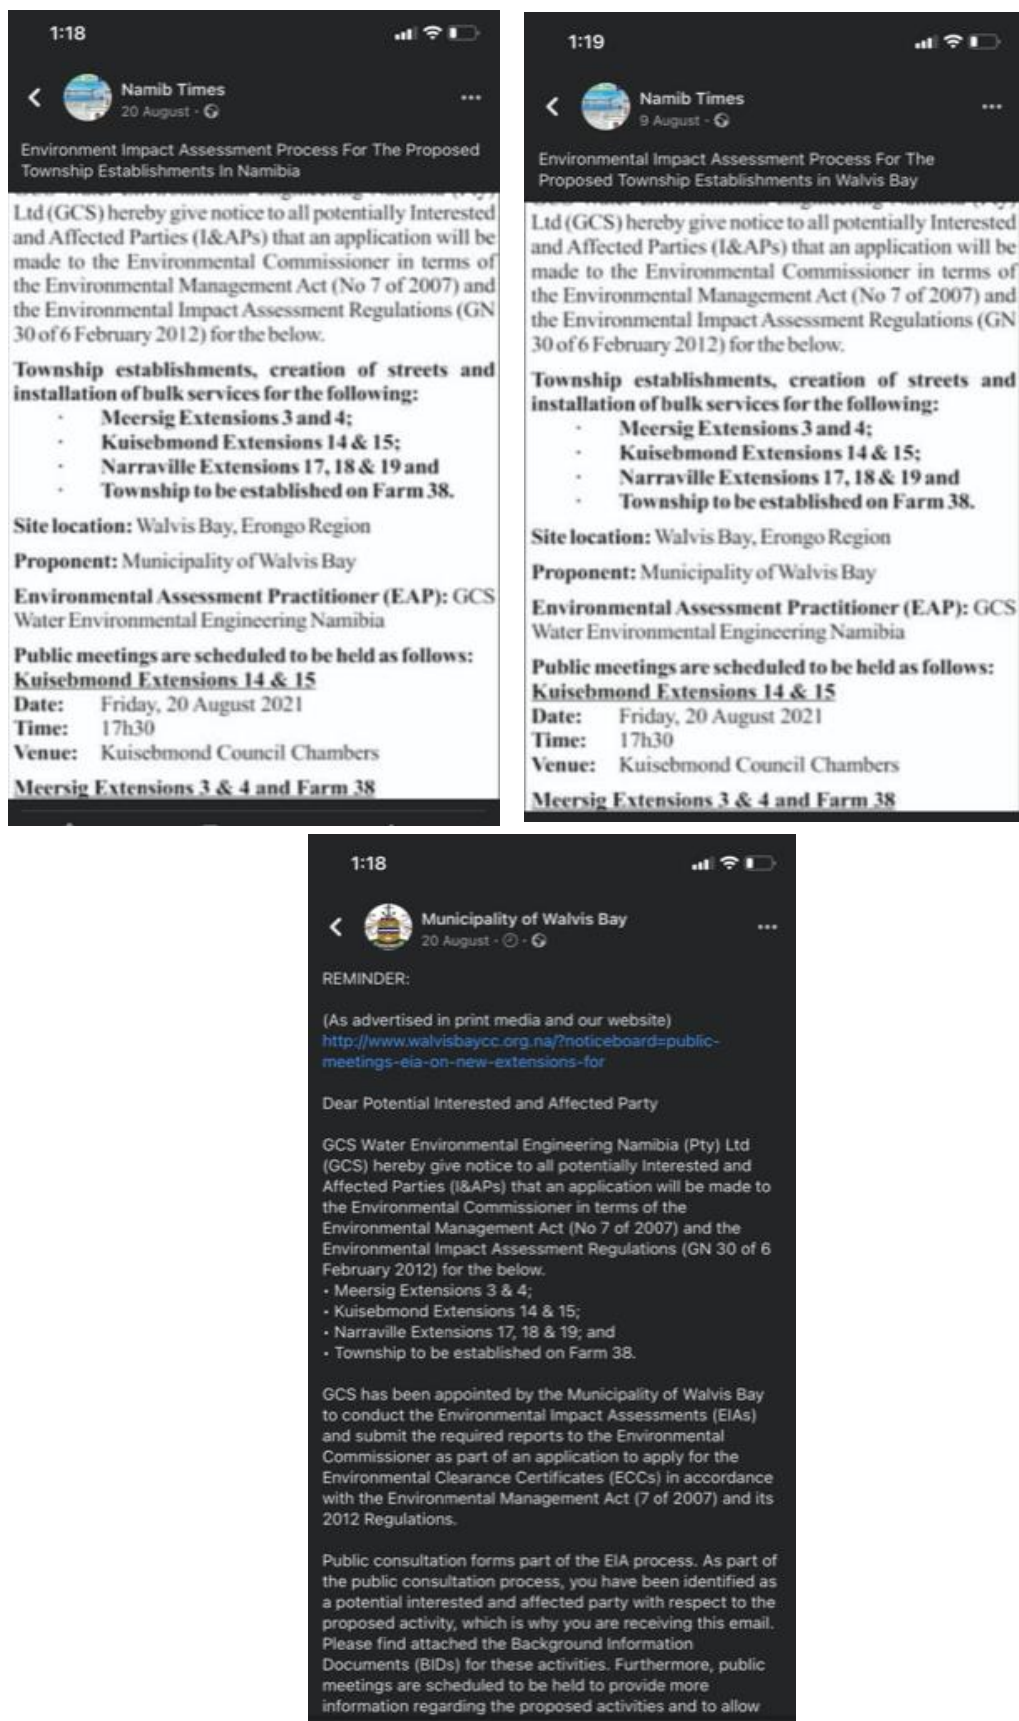 1:18
Namib Times
20 August
Environment Impact Assessment Process For The Proposed
Township Establishments In Namibia
Ltd (GCS) hereby give notice to all potentially Interested
and Affected Parties (I&APs) that an application will be
made to the Environmental Commissioner in terms of
the Environmental Management Act (No 7 of 2007) and
the Environmental Impact Assessment Regulations (GN
30 of 6 February 2012) for the below.
Township establishments, creation of streets and
installation of bulk services for the following:
· Meersig Extensions 3 and 4;
· Kuisebmond Extensions 14 & 15;
· Narraville Extensions 17, 18 & 19 and
· Township to be established on Farm 38.
Site location: Walvis Bay, Erongo Region
Proponent: Municipality of Walvis Bay
Environmental Assessment Practitioner (EAP): GCS
Water Environmental Engineering Namibia
Public meetings are scheduled to be held as follows:
Kuisebmond Extensions 14 & 15
Date: Friday, 20 August 2021
Time: 17h30
Venue: Kuisebmond Council Chambers
Meersig Extensions 3 & 4 and Farm 38
1:19
Namib Times
9 August
Environmental Impact Assessment Process For The
Proposed Township Establishments in Walvis Bay
Ltd (GCS) hereby give notice to all potentially Interested
and Affected Parties (I&APs) that an application will be
made to the Environmental Commissioner in terms of
the Environmental Management Act (No 7 of 2007) and
the Environmental Impact Assessment Regulations (GN
30 of 6 February 2012) for the below.
Township establishments, creation of streets and
installation of bulk services for the following:
· Meersig Extensions 3 and 4;
· Kuisebmond Extensions 14 & 15;
· Narraville Extensions 17, 18 & 19 and
· Township to be established on Farm 38.
Site location: Walvis Bay, Erongo Region
Proponent: Municipality of Walvis Bay
Environmental Assessment Practitioner (EAP): GCS
Water Environmental Engineering Namibia
Public meetings are scheduled to be held as follows:
Kuisebmond Extensions 14 & 15
Date: Friday, 20 August 2021
Time: 17h30
Venue: Kuisebmond Council Chambers
Meersig Extensions 3 & 4 and Farm 38
1:18
Municipality of Walvis Bay
20 August
REMINDER:
(As advertised in print media and our website)
http://www.walvisbaycc.org.na/?noticeboard=public-
meetings-eia-on-new-extensions-for
Dear Potential Interested and Affected Party
GCS Water Environmental Engineering Namibia (Pty) Ltd
(GCS) hereby give notice to all potentially Interested and
Affected Parties (I&APs) that an application will be made to
the Environmental Commissioner in terms of the
Environmental Management Act (No 7 of 2007) and the
Environmental Impact Assessment Regulations (GN 30 of 6
February 2012) for the below.
• Meersig Extensions 3 & 4;
• Kuisebmond Extensions 14 & 15;
• Narraville Extensions 17, 18 & 19; and
• Township to be established on Farm 38.
GCS has been appointed by the Municipality of Walvis Bay
to conduct the Environmental Impact Assessments (EIAs)
and submit the required reports to the Environmental
Commissioner as part of an application to apply for the
Environmental Clearance Certificates (ECCs) in accordance
with the Environmental Management Act (7 of 2007) and its
2012 Regulations.
Public consultation forms part of the EIA process. As part of
the public consultation process, you have been identified as
a potential interested and affected party with respect to the
proposed activity, which is why you are receiving this email.
Please find attached the Background Information
Documents (BIDs) for these activities. Furthermore, public
meetings are scheduled to be held to provide more
information regarding the proposed activities and to allow